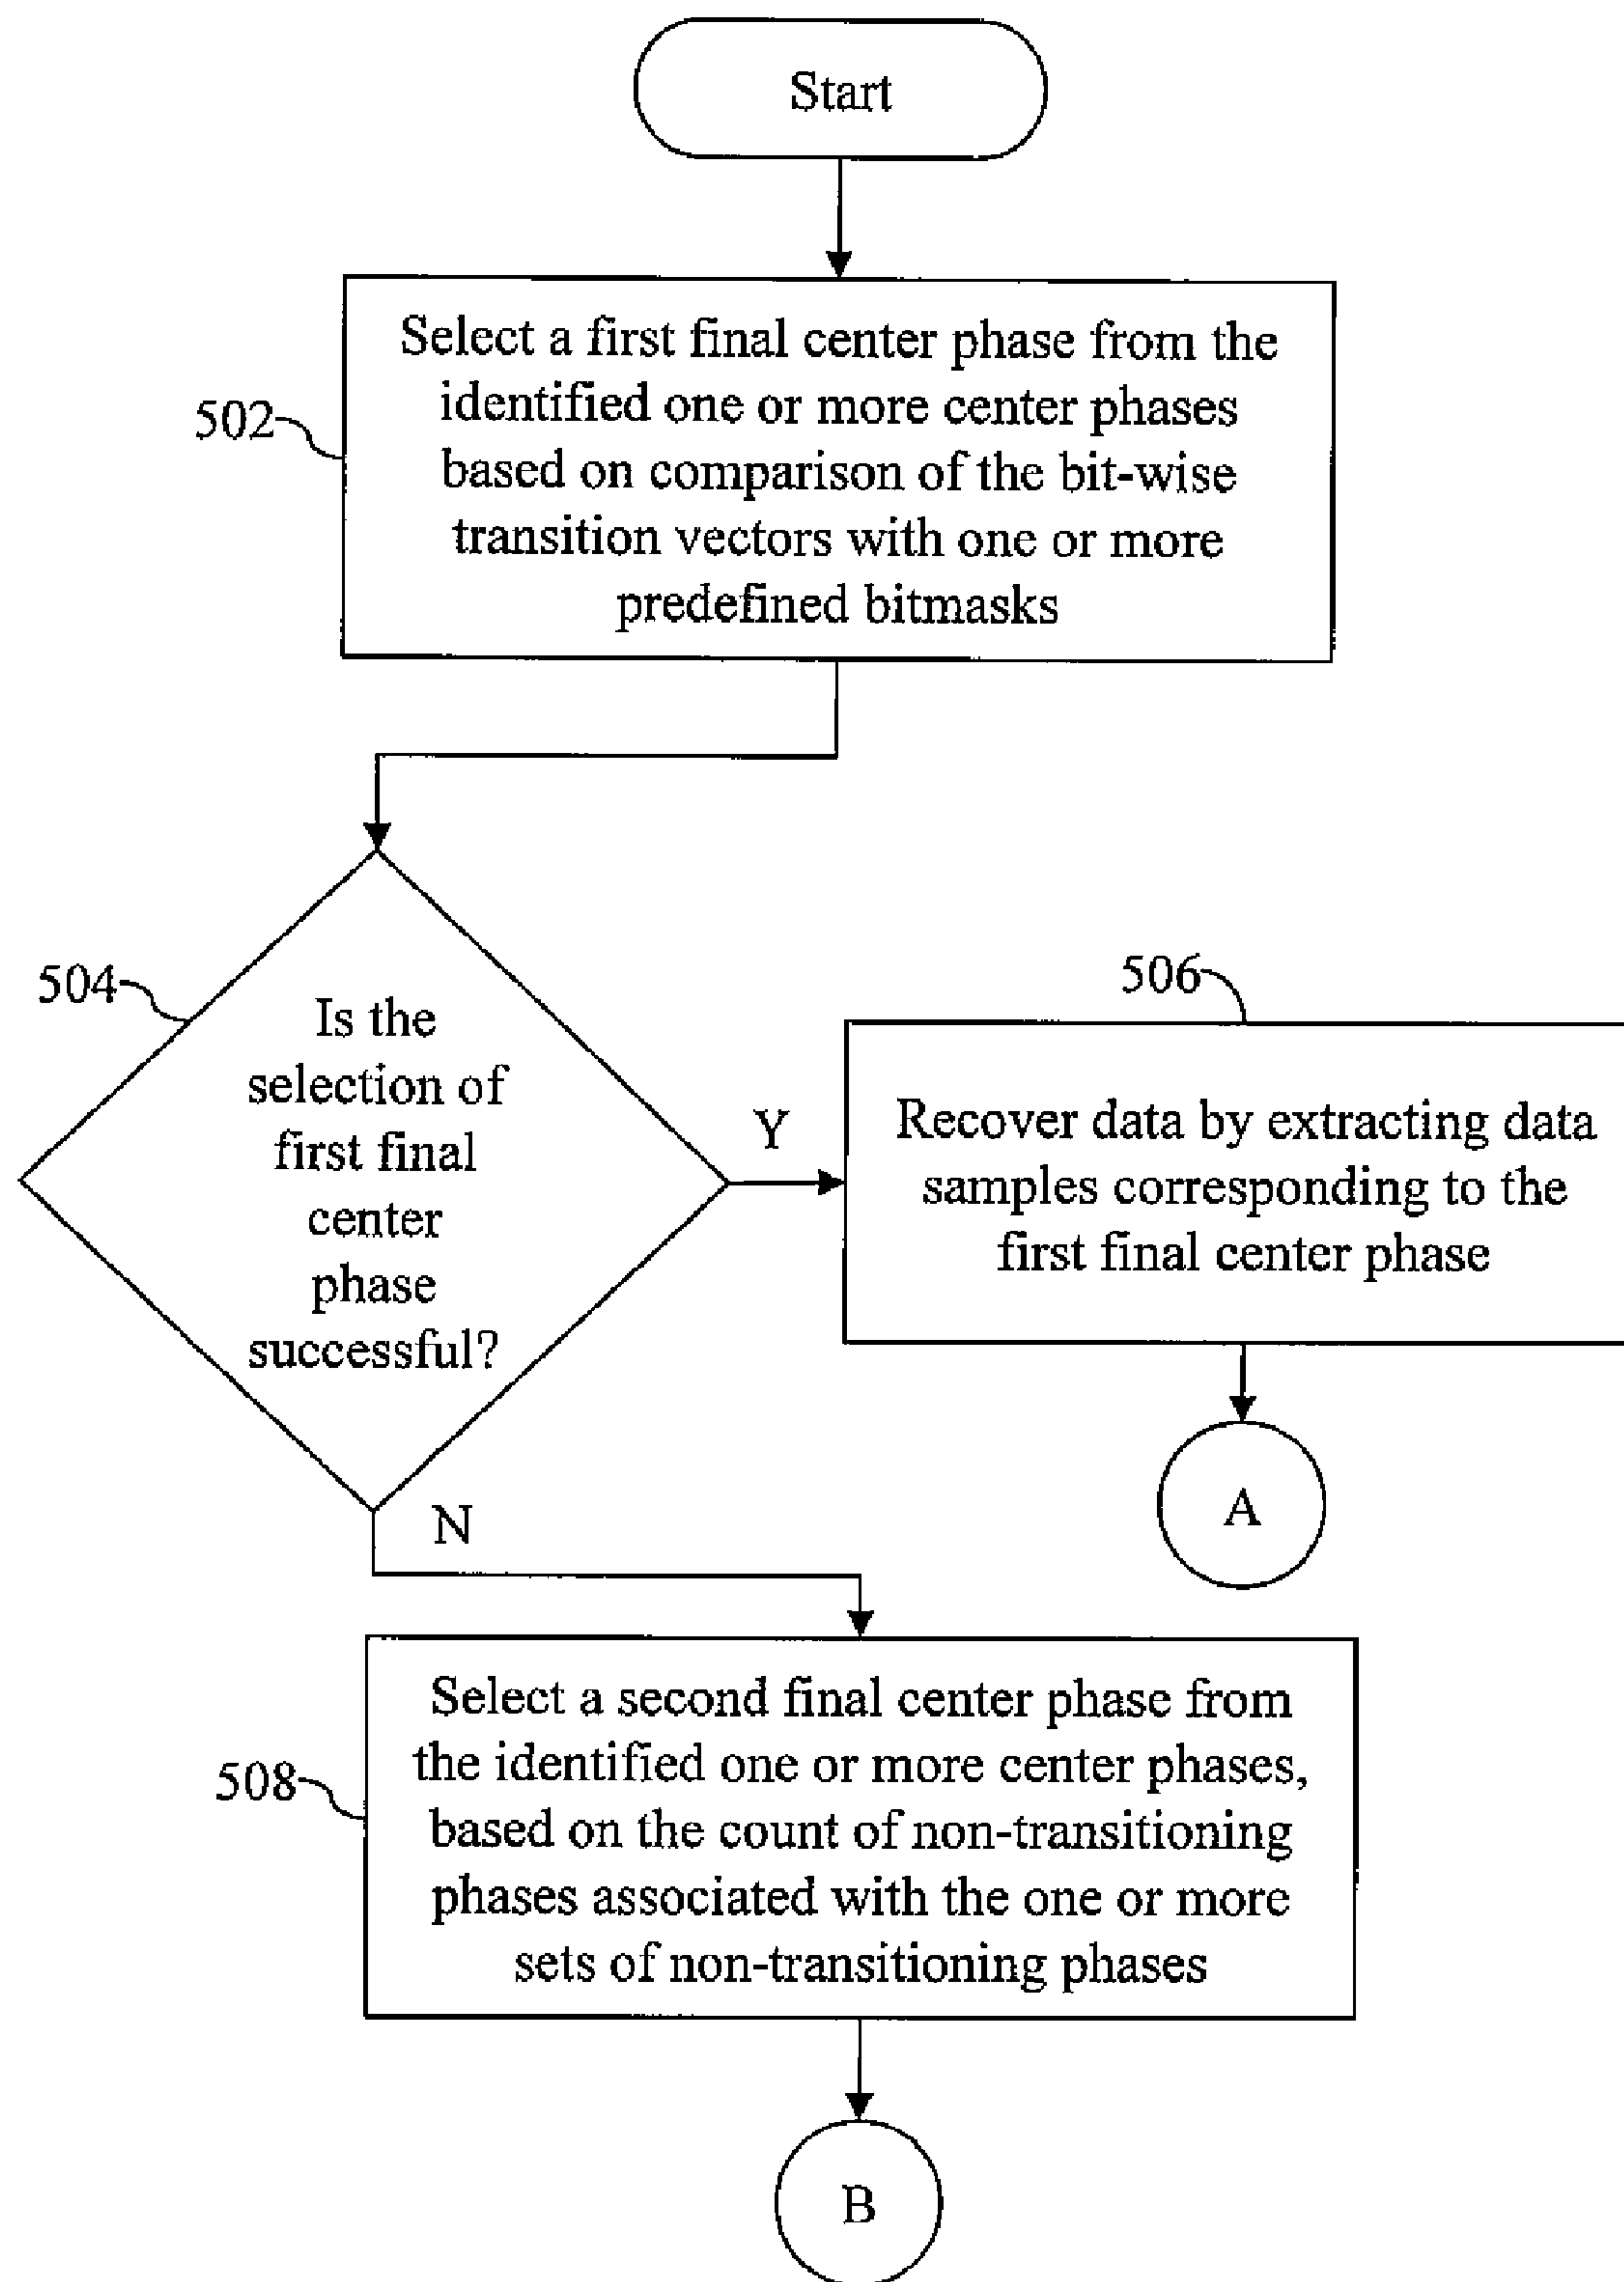 Start
Select a first final center phase from the
identified one or more center phases
based on comparison of the bit-wise
transition vectors with one or more
predefined bitmasks
502
504
Is the
selection of
first final
center
phase
successful?
Y
506
Recover data by extracting data
samples corresponding to the
first final center phase
A
N
508
Select a second final center phase from
the identified one or more center phases,
based on the count of non-transitioning
phases associated with the one or more
sets of non-transitioning phases
B